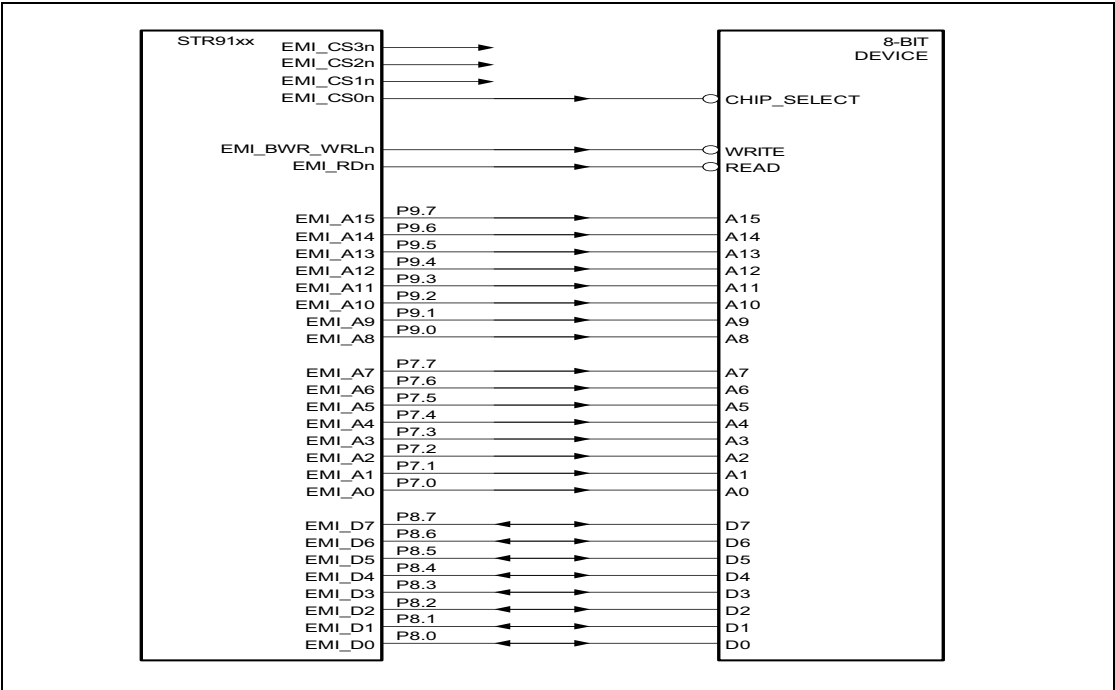 STR91xx 8-BIT
EMI_CS3n DEVICE
EMI_CS2n
EMI_CS1n
EMI_CS0n CHIP_SELECT
EMI_BWR_WRLn WRITE
EMI_RDn READ
EMI_A15 P9.7 A15
EMI_A14 P9.6 A14
EMI_A13 P9.5 A13
EMI_A12 P9.4 A12
EMI_A11 P9.3 A11
EMI_A10 P9.2 A10
EMI_A9 P9.1 A9
EMI_A8 P9.0 A8
EMI_A7 P7.7 A7
EMI_A6 P7.6 A6
EMI_A5 P7.5 A5
EMI_A4 P7.4 A4
EMI_A3 P7.3 A3
EMI_A2 P7.2 A2
EMI_A1 P7.1 A1
EMI_A0 P7.0 A0
EMI_D7 P8.7 D7
EMI_D6 P8.6 D6
EMI_D5 P8.5 D5
EMI_D4 P8.4 D4
EMI_D3 P8.3 D3
EMI_D2 P8.2 D2
EMI_D1 P8.1 D1
EMI_D0 P8.0 D0